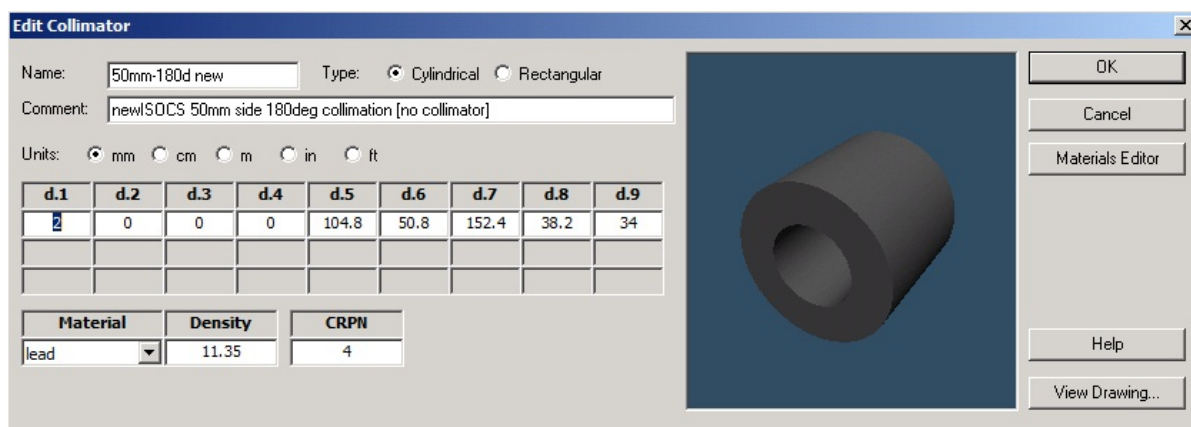 Edit Collimator
Name: 50mm-180d new Type: Cylindrical Rectangular
OK
Comment: newISOCS 50mm side 180deg collimation [no collimator]
Cancel
Units: mm cm m in ft
Materials Editor
d.1 d.2 d.3 d.4 d.5 d.6 d.7 d.8 d.9
2 0 0 0 104.8 50.8 152.4 38.2 34
Material Density CRPN
lead 11.35 4
Help
View Drawing...